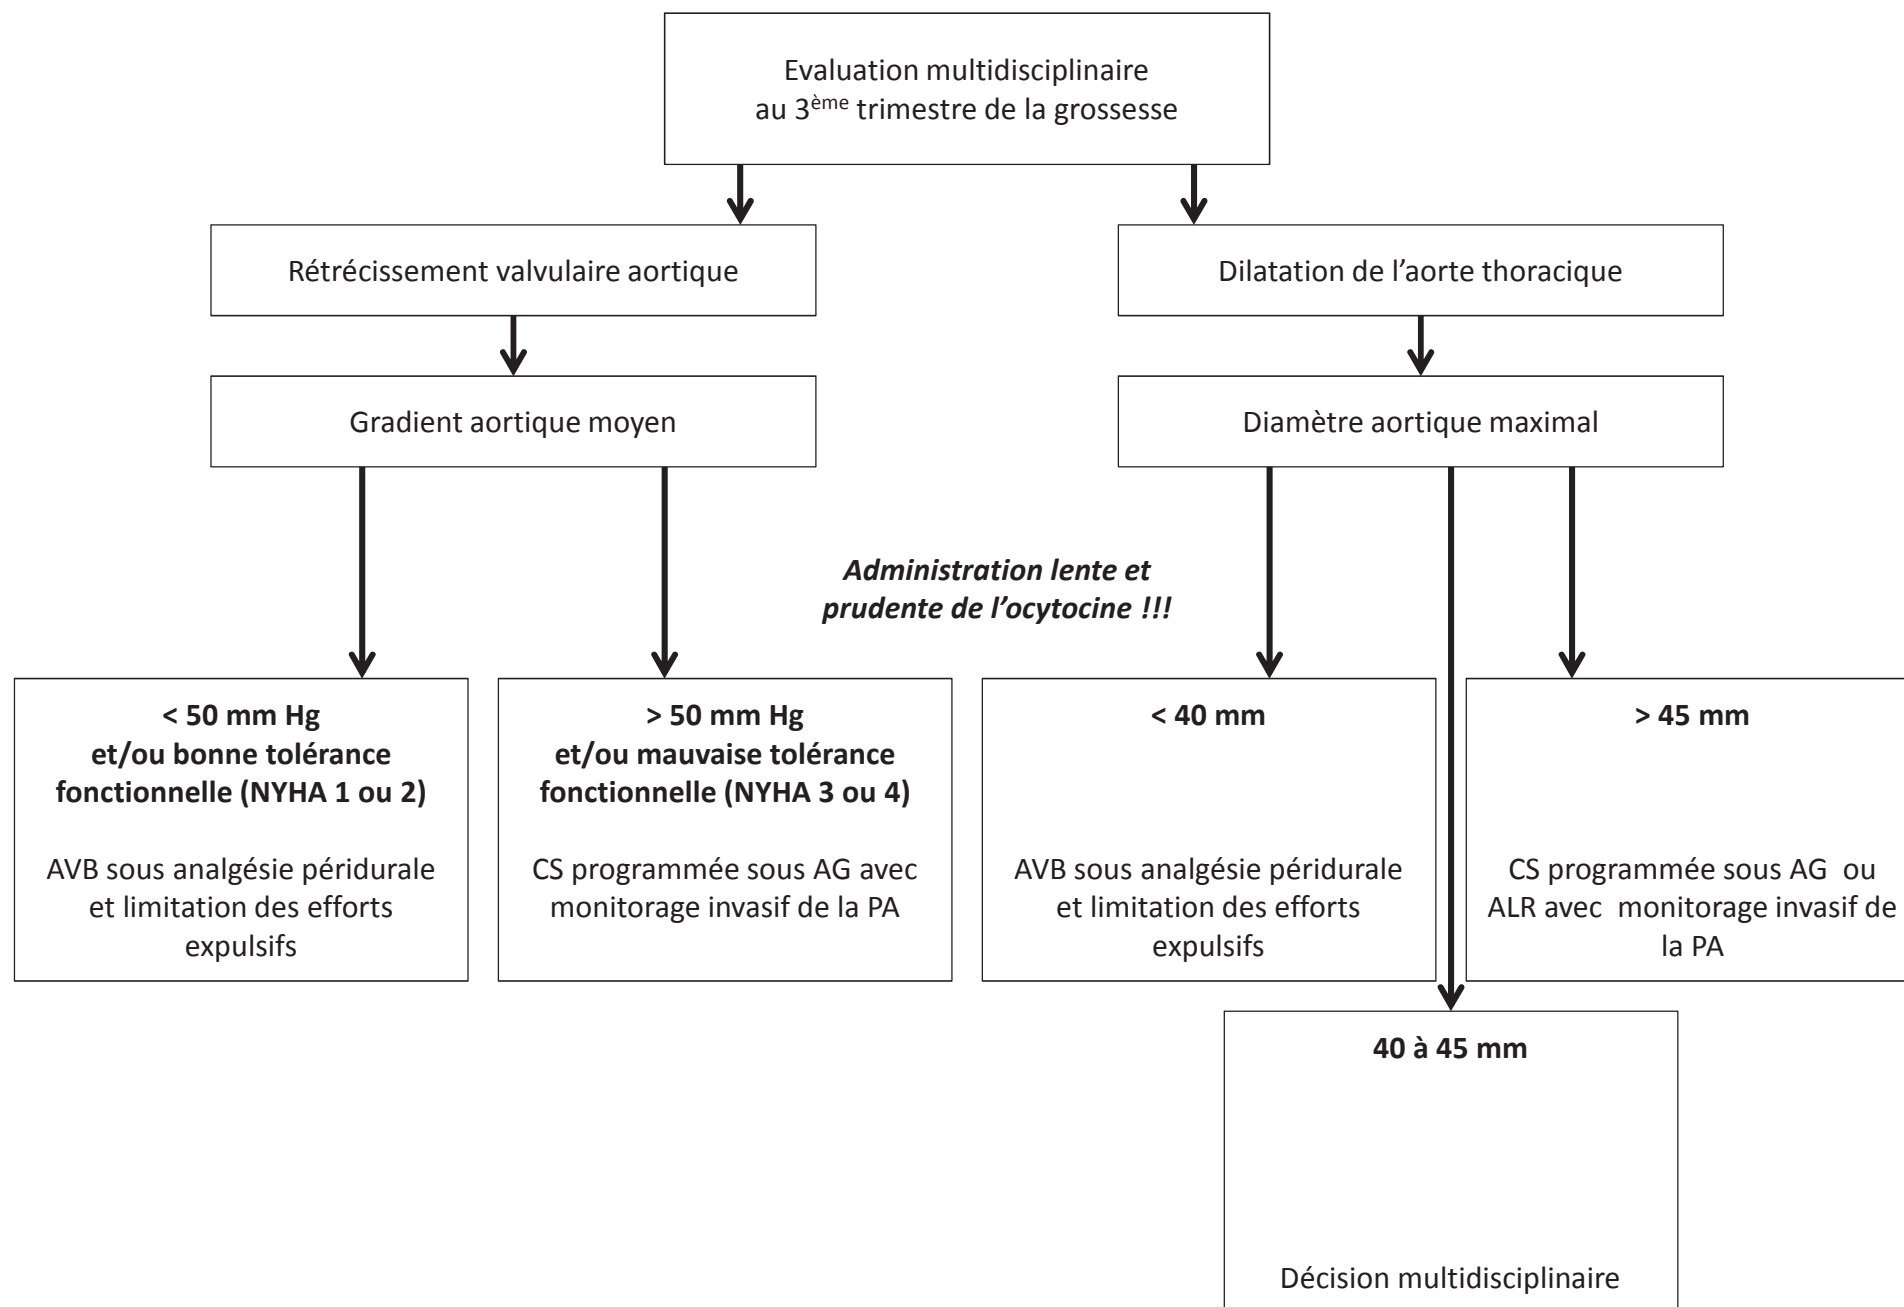 Evaluation multidisciplinaire
au 3ème trimestre de la grossesse
Rétrécissement valvulaire aortique
Dilatation de l’aorte thoracique
Gradient aortique moyen
Diamètre aortique maximal
Administration lente et
prudente de l’ocytocine !!!
< 50 mm Hg
et/ou bonne tolérance
fonctionnelle (NYHA 1 ou 2)
AVB sous analgésie péridurale
et limitation des efforts
expulsifs
> 50 mm Hg
et/ou mauvaise tolérance
fonctionnelle (NYHA 3 ou 4)
CS programmée sous AG avec
monitorage invasif de la PA
< 40 mm
AVB sous analgésie péridurale
et limitation des efforts
expulsifs
> 45 mm
CS programmée sous AG  ou
ALR avec  monitorage invasif de
la PA
40 à 45 mm
Décision multidisciplinaire